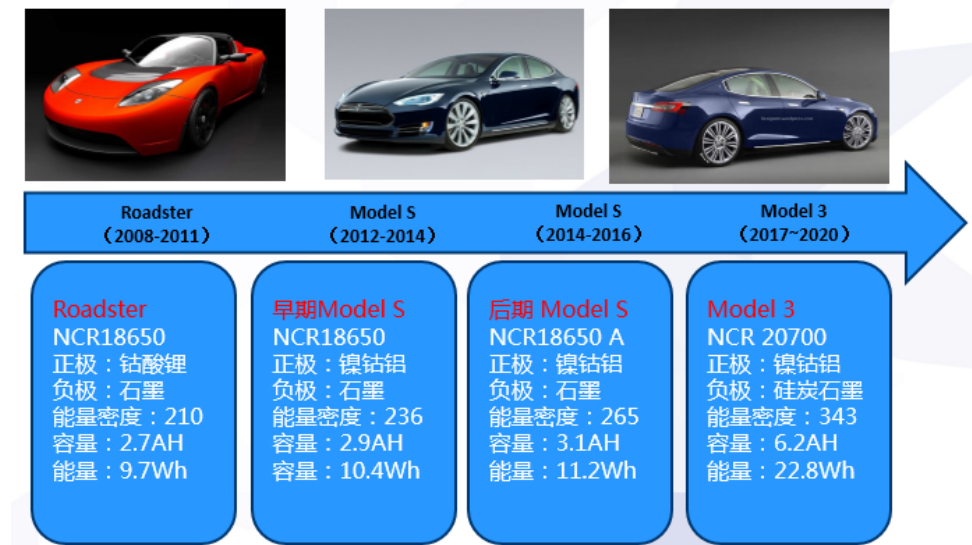 Roadster
（2008-2011）
Model S
（2012-2014）
Model S
（2014-2016）
Model 3
（2017~2020）
Roadster
NCR18650
正极：钴酸锂
负极：石墨
能量密度：210
容量：2.7AH
能量：9.7Wh
早期Model S
NCR18650
正极：镍钴铝
负极：石墨
能量密度：236
容量：2.9AH
容量：10.4Wh
后期 Model S
NCR18650 A
正极：镍钴铝
负极：石墨
能量密度：265
容量：3.1AH
能量：11.2Wh
Model 3
NCR 20700
正极：镍钴铝
负极：硅炭石墨
能量密度：343
容量：6.2AH
能量：22.8Wh